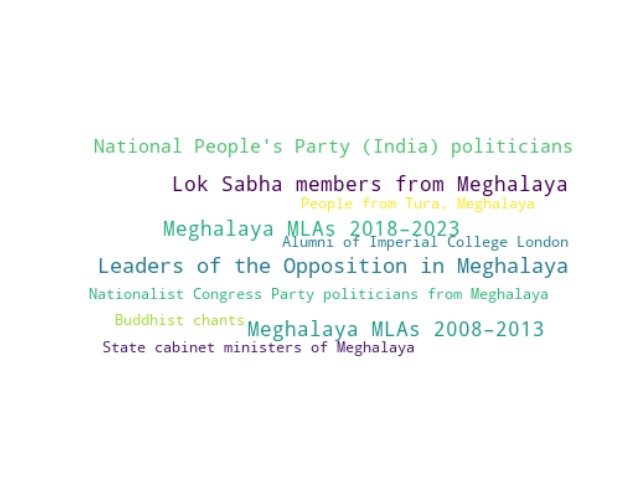 National People's Party (India) politicians
Lok Sabha members from Meghalaya
People from Tura, Meghalaya
Meghalaya MLAs 2018–2023
Alumni of Imperial College London
Leaders of the Opposition in Meghalaya
Nationalist Congress Party politicians from Meghalaya
Buddhist chants
Meghalaya MLAs 2008–2013
State cabinet ministers of Meghalaya